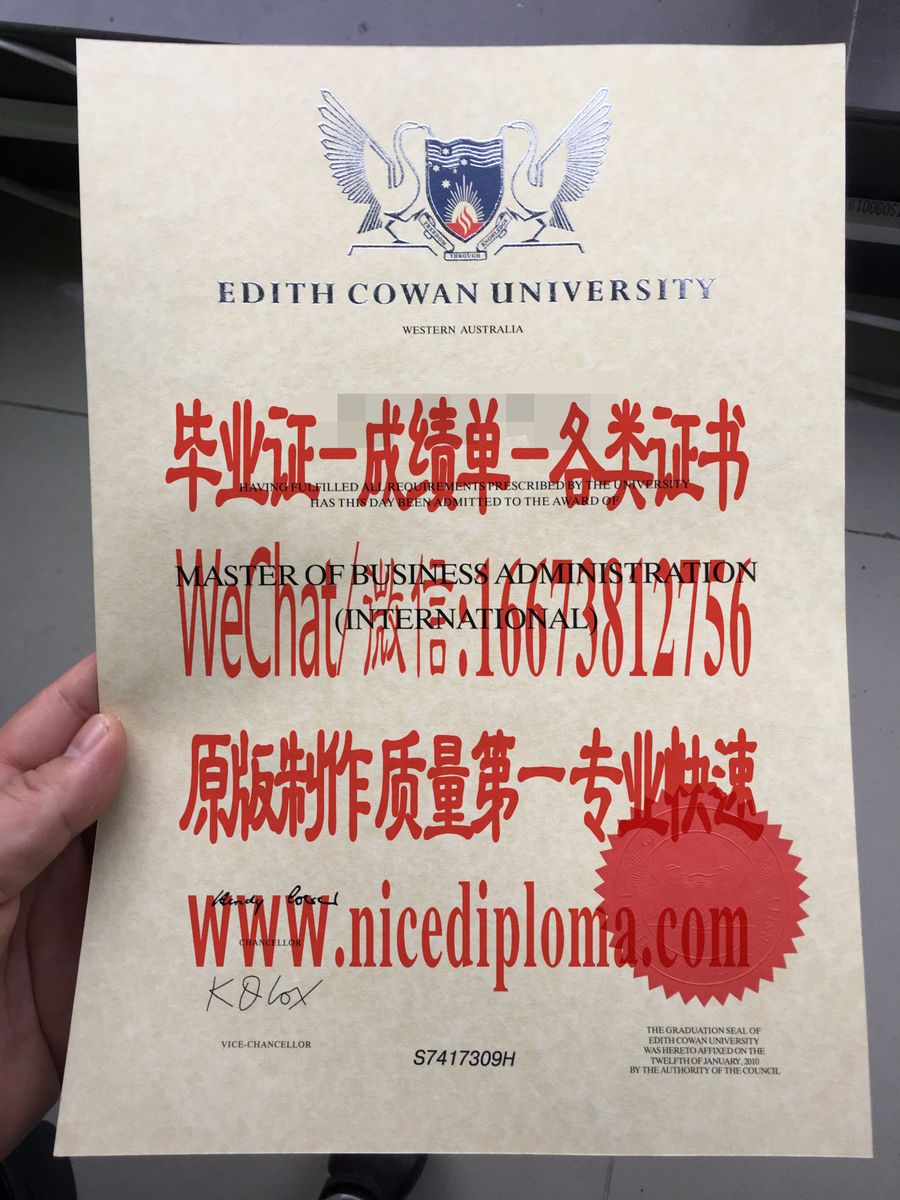 FREEDOM THROUGH KNOWLEDGE
EDITH COWAN UNIVERSITY
WESTERN AUSTRALIA
毕业证－成绩单－各类证书
HAVING FULFILLED ALL REQUIREMENTS PRESCRIBED BY THE UNIVERSITY
HAS THIS DAY BEEN ADMITTED TO THE AWARD OF
MASTER OF BUSINESS ADMINISTRATION
(INTERNATIONAL)
WeChat/微信:16673812756
原版制作质量第一专业快速
www.nicediploma.com
CHANCELLOR
K O Cox
VICE-CHANCELLOR
S7417309H
THE GRADUATION SEAL OF
EDITH COWAN UNIVERSITY
WAS HERETO AFFIXED ON THE
TWELFTH OF JANUARY, 2010
BY THE AUTHORITY OF THE COUNCIL